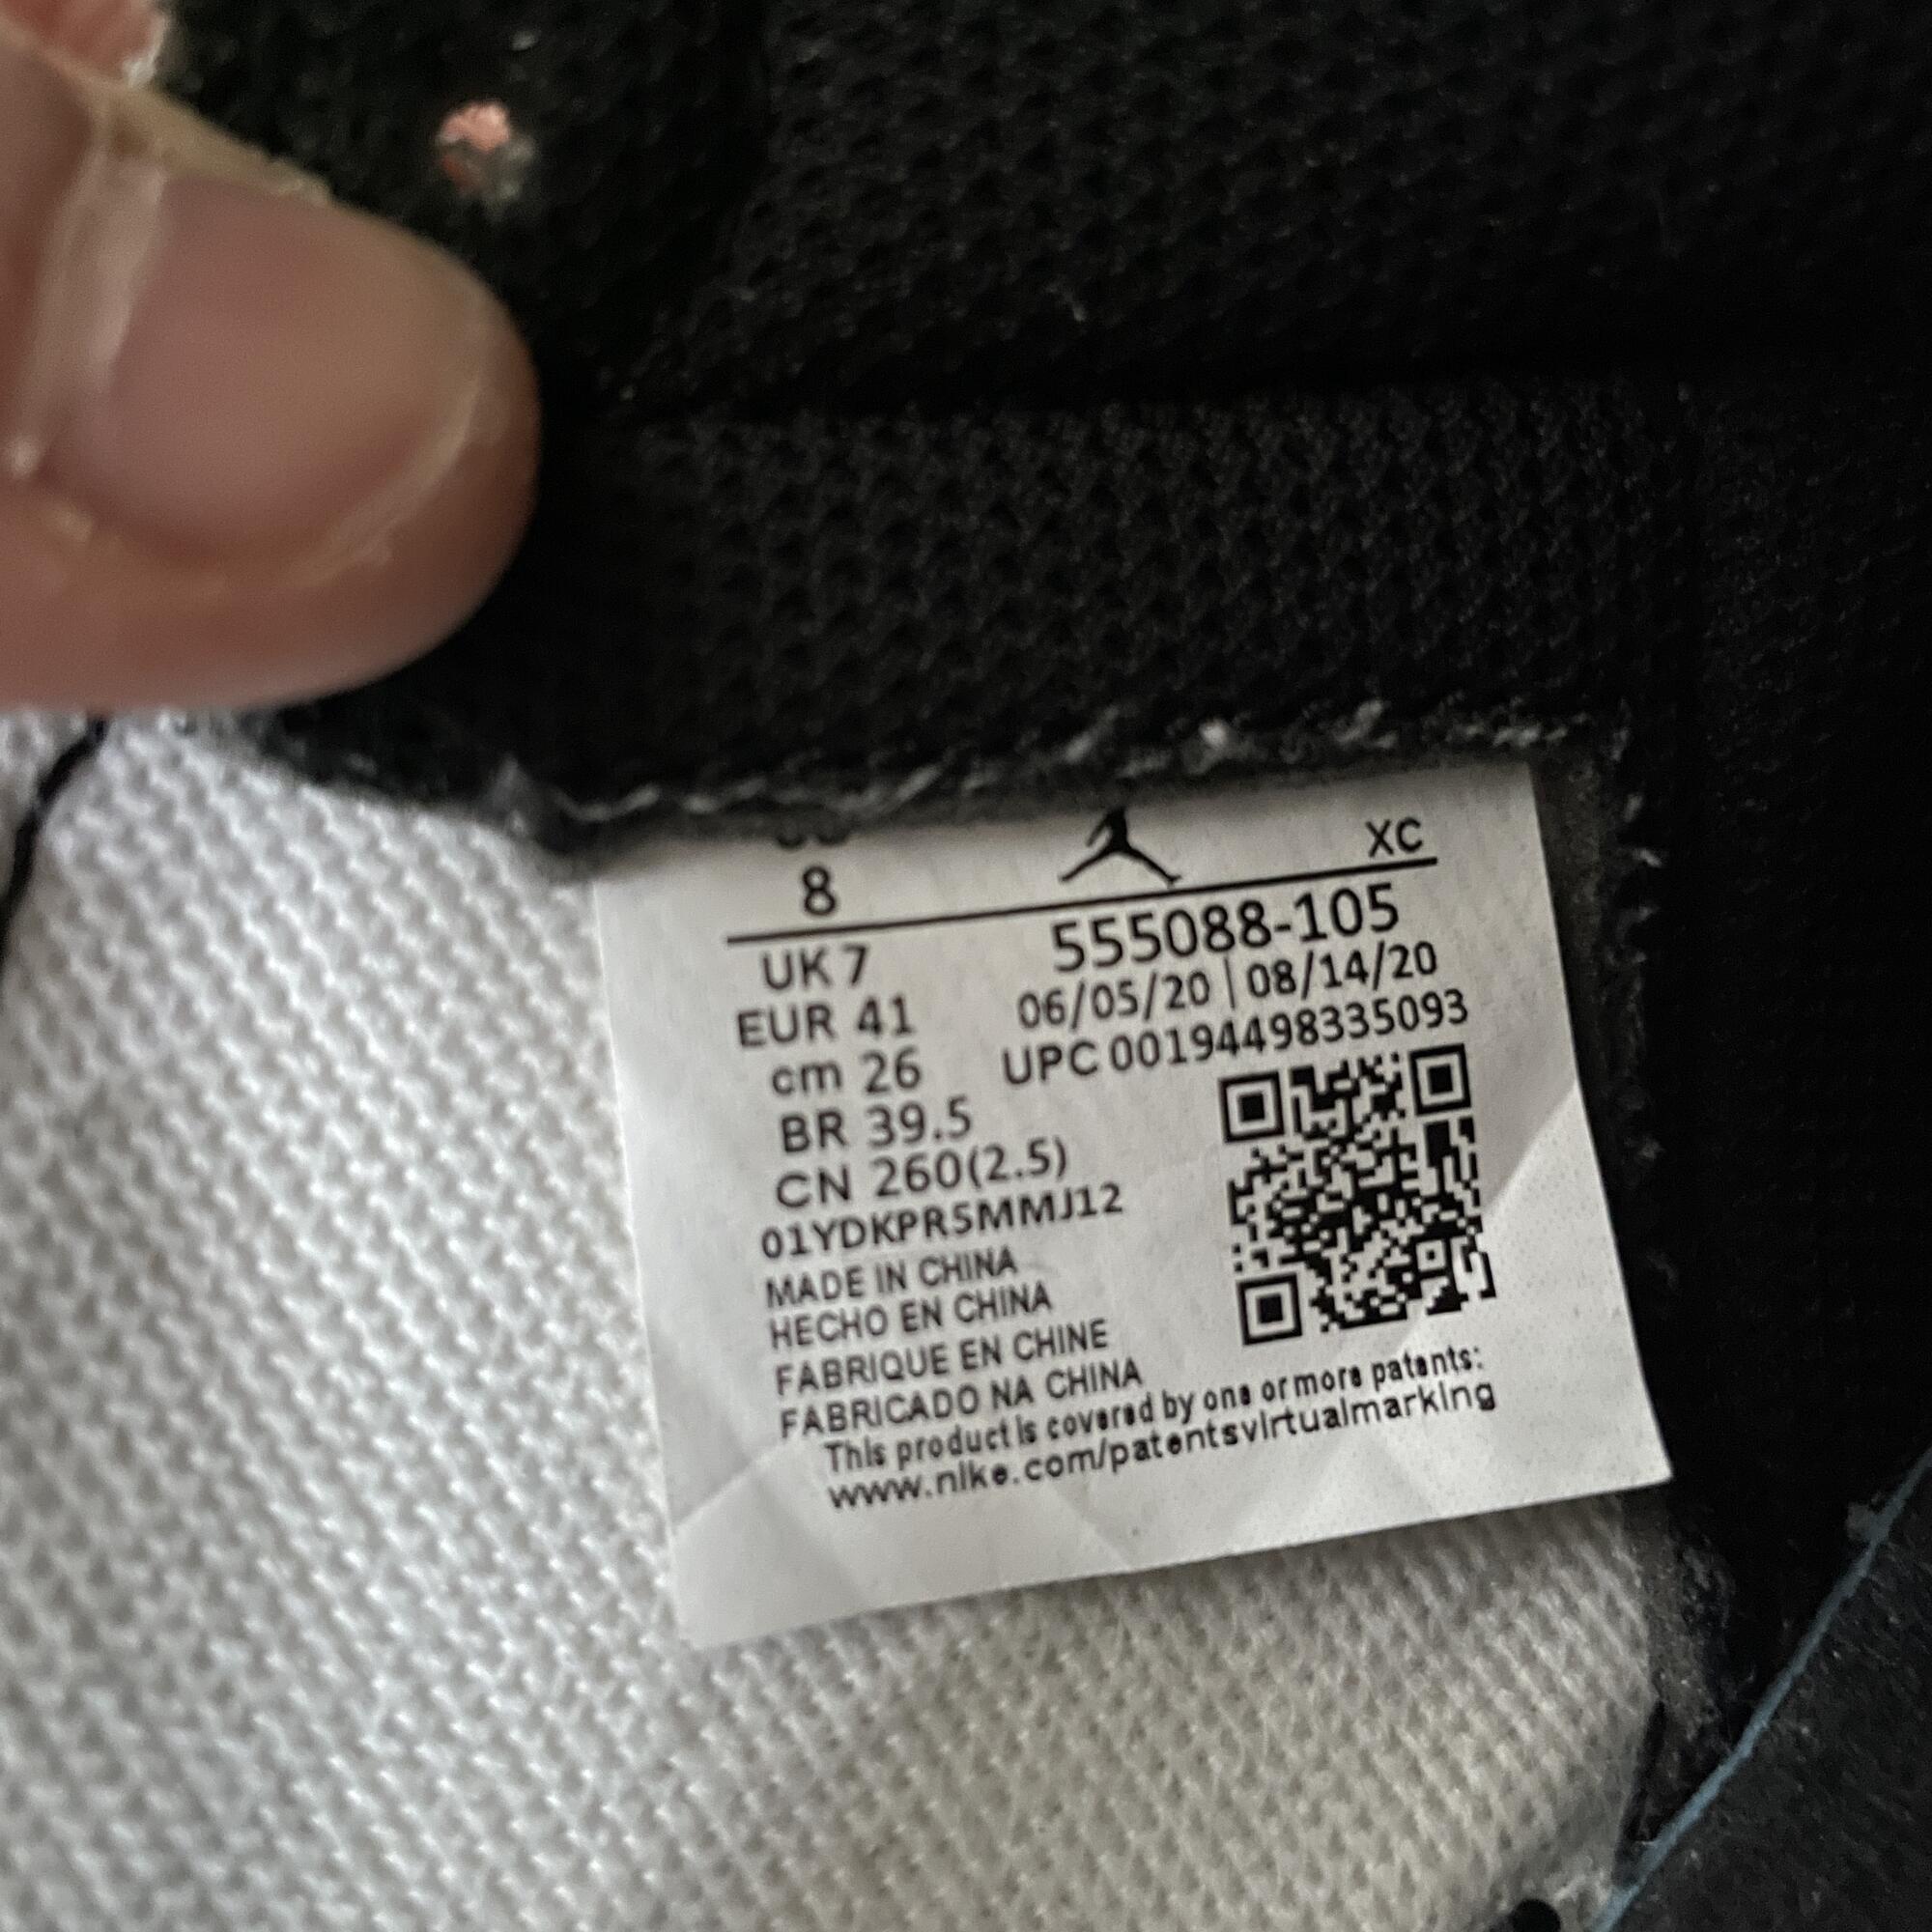 8
XC
UK 7
555088-105
EUR 41
06/05/20 | 08/14/20
cm 26
UPC 00194498335093
BR 39.5
CN 260(2.5)
01YDKPR5MMJ12
MADE IN CHINA
HECHO EN CHINA
FABRIQUE EN CHINE
FABRICADO NA CHINA
This product is covered by one or more patents:
www.nike.com/patentsvirtualmarking